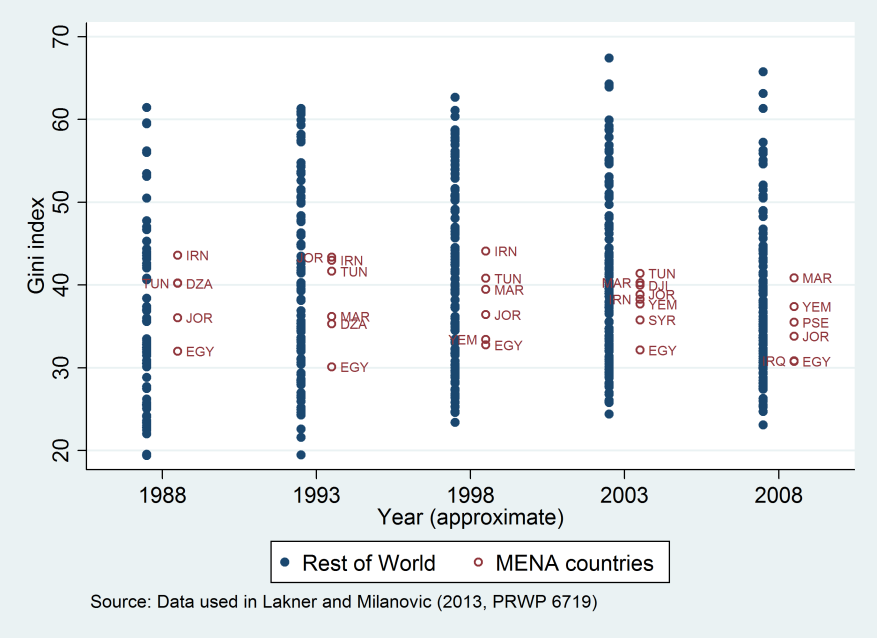 Gini index
70
60
50
40
30
20
IRN
TUN DZA
JOR
EGY
JOR IRN
TUN
MAR
DZA
EGY
IRN
TUN
MAR
JOR
YEM EGY
TUN
MAR DJI
JOR
IRN YEM
SYR
EGY
MAR
YEM
PSE
JOR
IRQ EGY
1988 1993 1998 2003 2008
Year (approximate)
Rest of World MENA countries
Source: Data used in Lakner and Milanovic (2013, PRWP 6719)